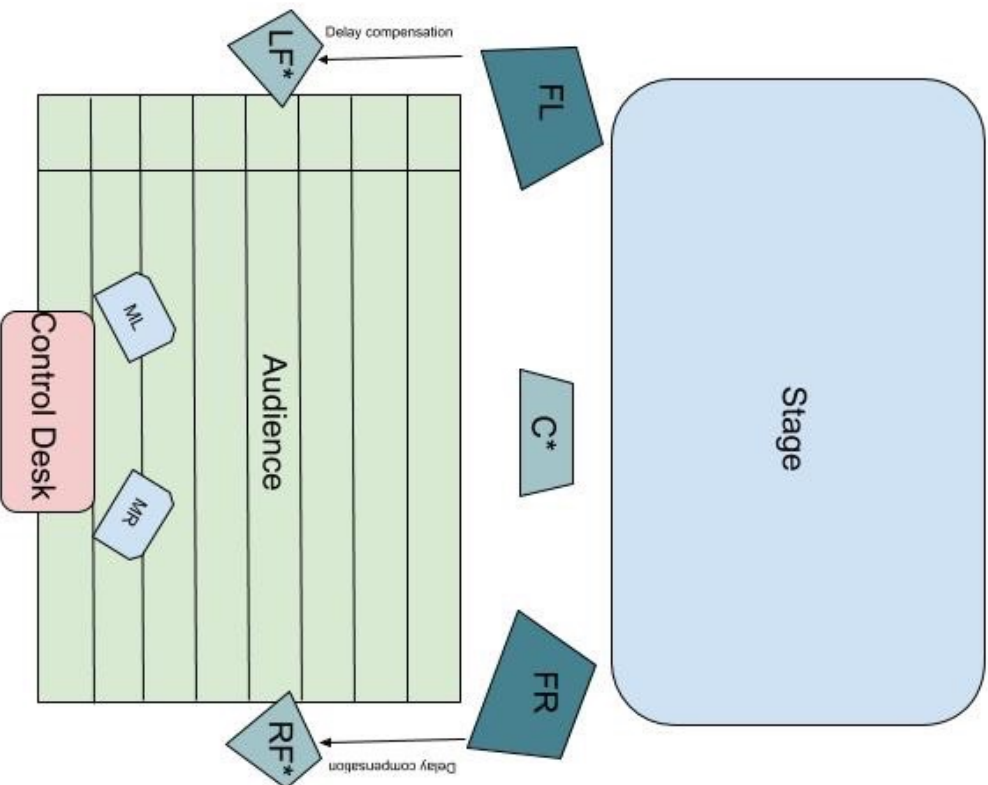 Delay compensation
LF*
FL
ML
Control Desk
Audience
C*
Stage
MR
FR
RF*
Delay compensation